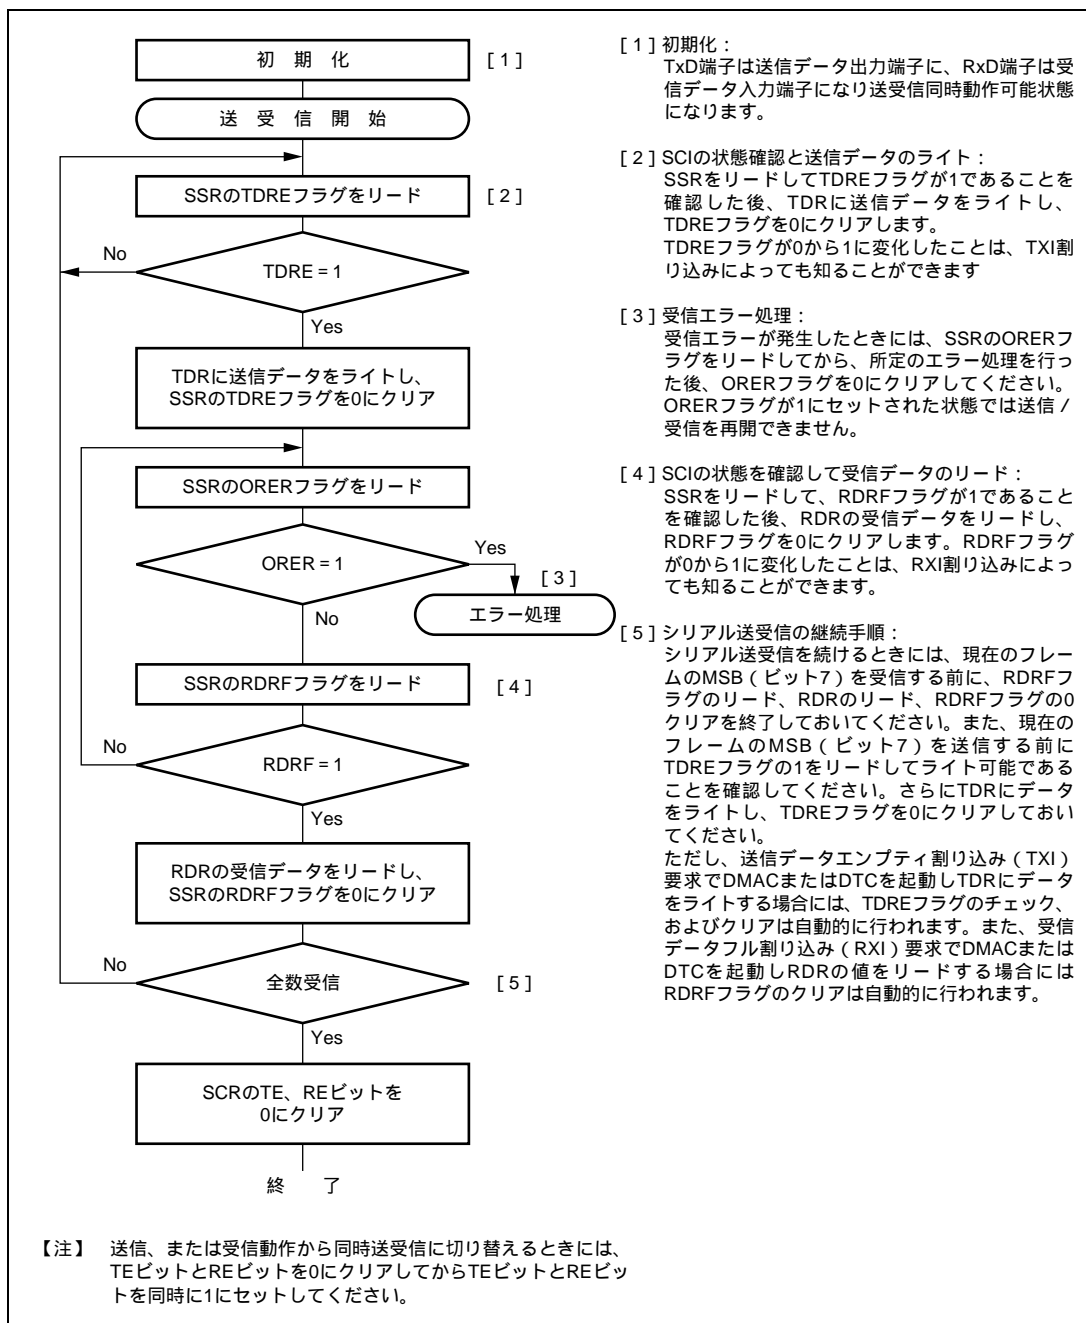 初 期 化
[ 1 ]
送 受 信 開 始
SSRのTDREフラグをリード
[ 2 ]
No
TDRE = 1
Yes
TDRに送信データをライトし、
SSRのTDREフラグを0にクリア
SSRのORERフラグをリード
ORER = 1
Yes
[ 3 ]
エラー処理
No
SSRのRDRFフラグをリード
[ 4 ]
No
RDRF = 1
Yes
RDRの受信データをリードし、
SSRのRDRFフラグを0にクリア
No
全数受信
[ 5 ]
Yes
SCRのTE、REビットを
0にクリア
終 了
[ 1 ] 初期化：
TxD端子は送信データ出力端子に、RxD端子は受
信データ入力端子になり送受信同時動作可能状態
になります。
[ 2 ] SCIの状態確認と送信データのライト：
SSRをリードしてTDREフラグが1であることを
確認した後、TDRに送信データをライトし、
TDREフラグを0にクリアします。
TDREフラグが0から1に変化したことは、TXI割
り込みによっても知ることができます
[ 3 ] 受信エラー処理：
受信エラーが発生したときには、SSRのORERフ
ラグをリードしてから、所定のエラー処理を行っ
た後、ORERフラグを0にクリアしてください。
ORERフラグが1にセットされた状態では送信／
受信を再開できません。
[ 4 ] SCIの状態を確認して受信データのリード：
SSRをリードして、RDRFフラグが1であること
を確認した後、RDRの受信データをリードし、
RDRFフラグを0にクリアします。RDRFフラグ
が0から1に変化したことは、RXI割り込みによっ
ても知ることができます。
[ 5 ] シリアル送受信の継続手順：
シリアル送受信を続けるときには、現在のフレー
ムのMSB（ビット7）を受信する前に、RDRFフ
ラグのリード、RDRのリード、RDRFフラグの0
クリアを終了しておいてください。また、現在の
フレームのMSB（ビット7）を送信する前に
TDREフラグの1をリードしてライト可能である
ことを確認してください。さらにTDRにデータ
をライトし、TDREフラグを0にクリアしておい
てください。
ただし、送信データエンプティ割り込み（TXI）
要求でDMACまたはDTCを起動しTDRにデータ
をライトする場合には、TDREフラグのチェック、
およびクリアは自動的に行われます。また、受信
データフル割り込み（RXI）要求でDMACまたは
DTCを起動しRDRの値をリードする場合には
RDRFフラグのクリアは自動的に行われます。
【注】 送信、または受信動作から同時送受信に切り替えるときには、
TEビットとREビットを0にクリアしてからTEビットとREビッ
トを同時に1にセットしてください。